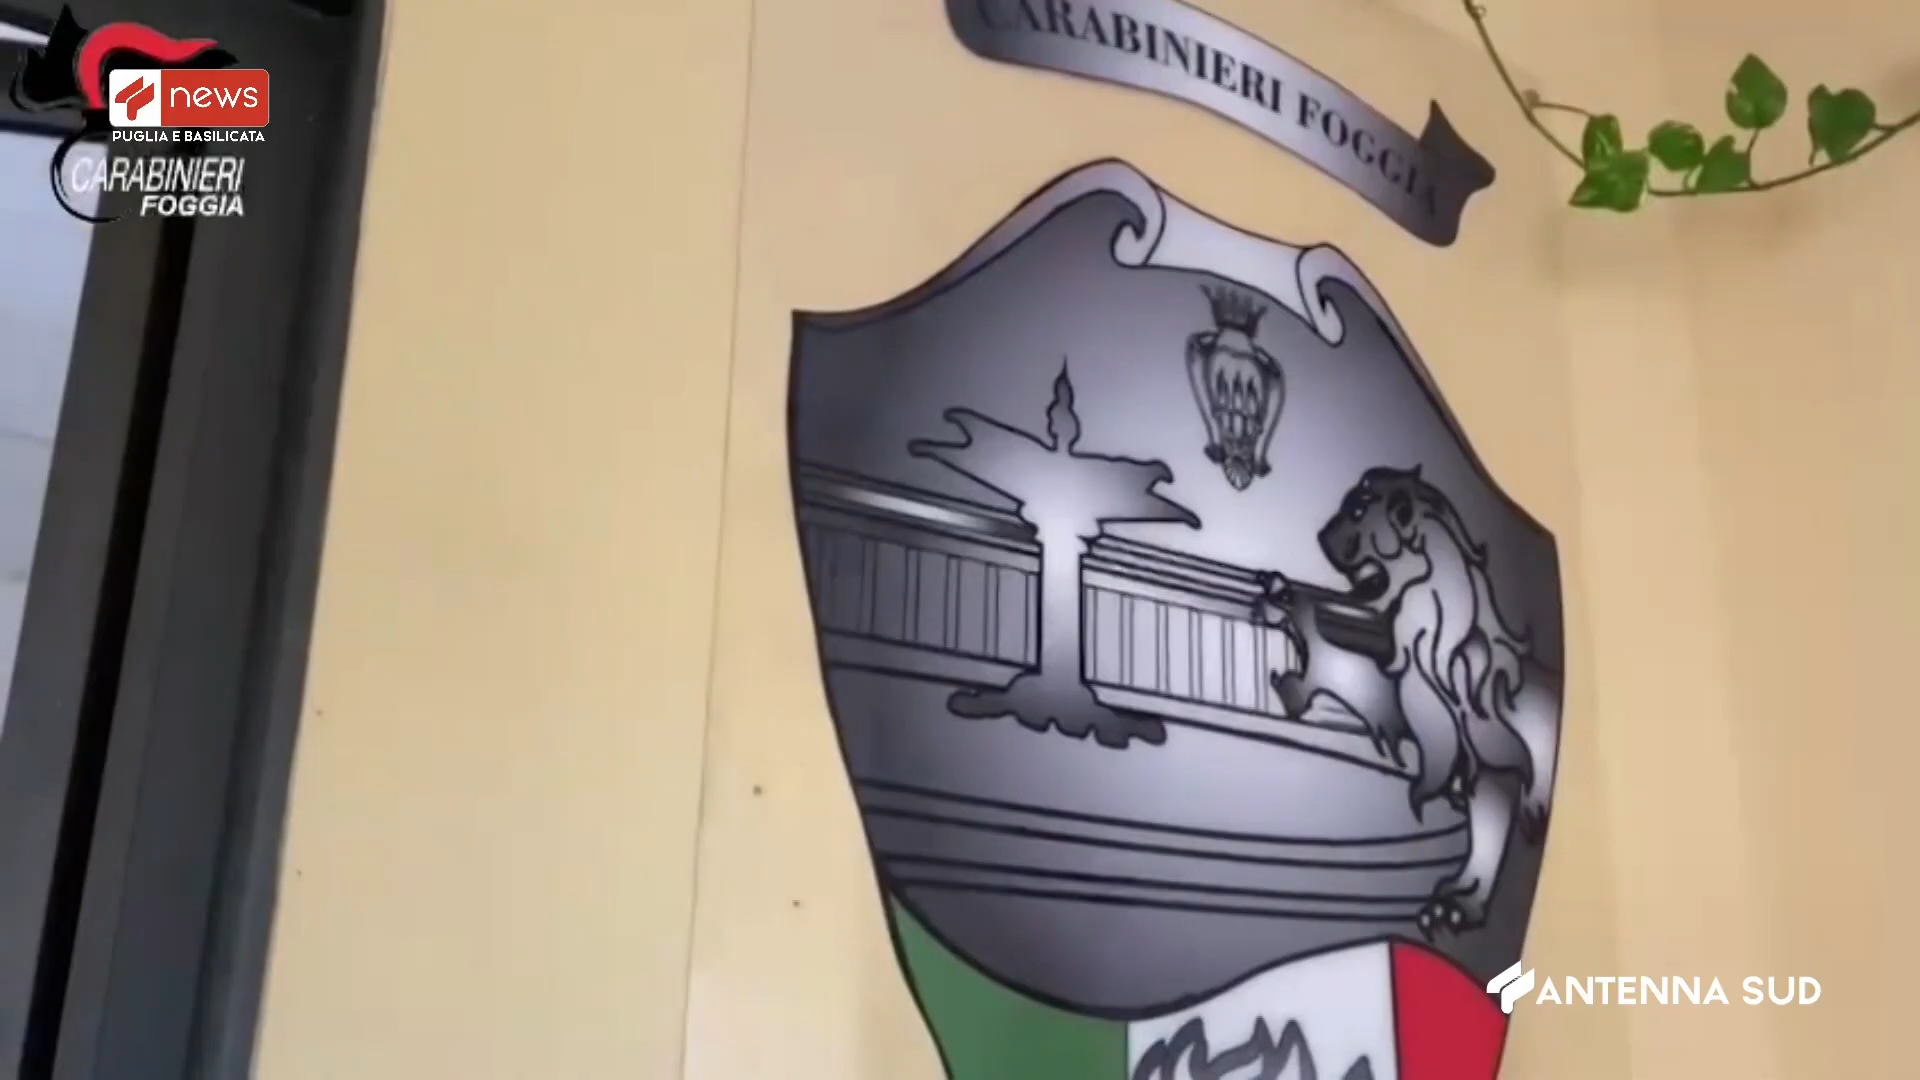 news
PUGLIA E BASILICATA
CARABINIERI
FOGGIA
CARABINIERI FOGGIA
ANTENNA SUD